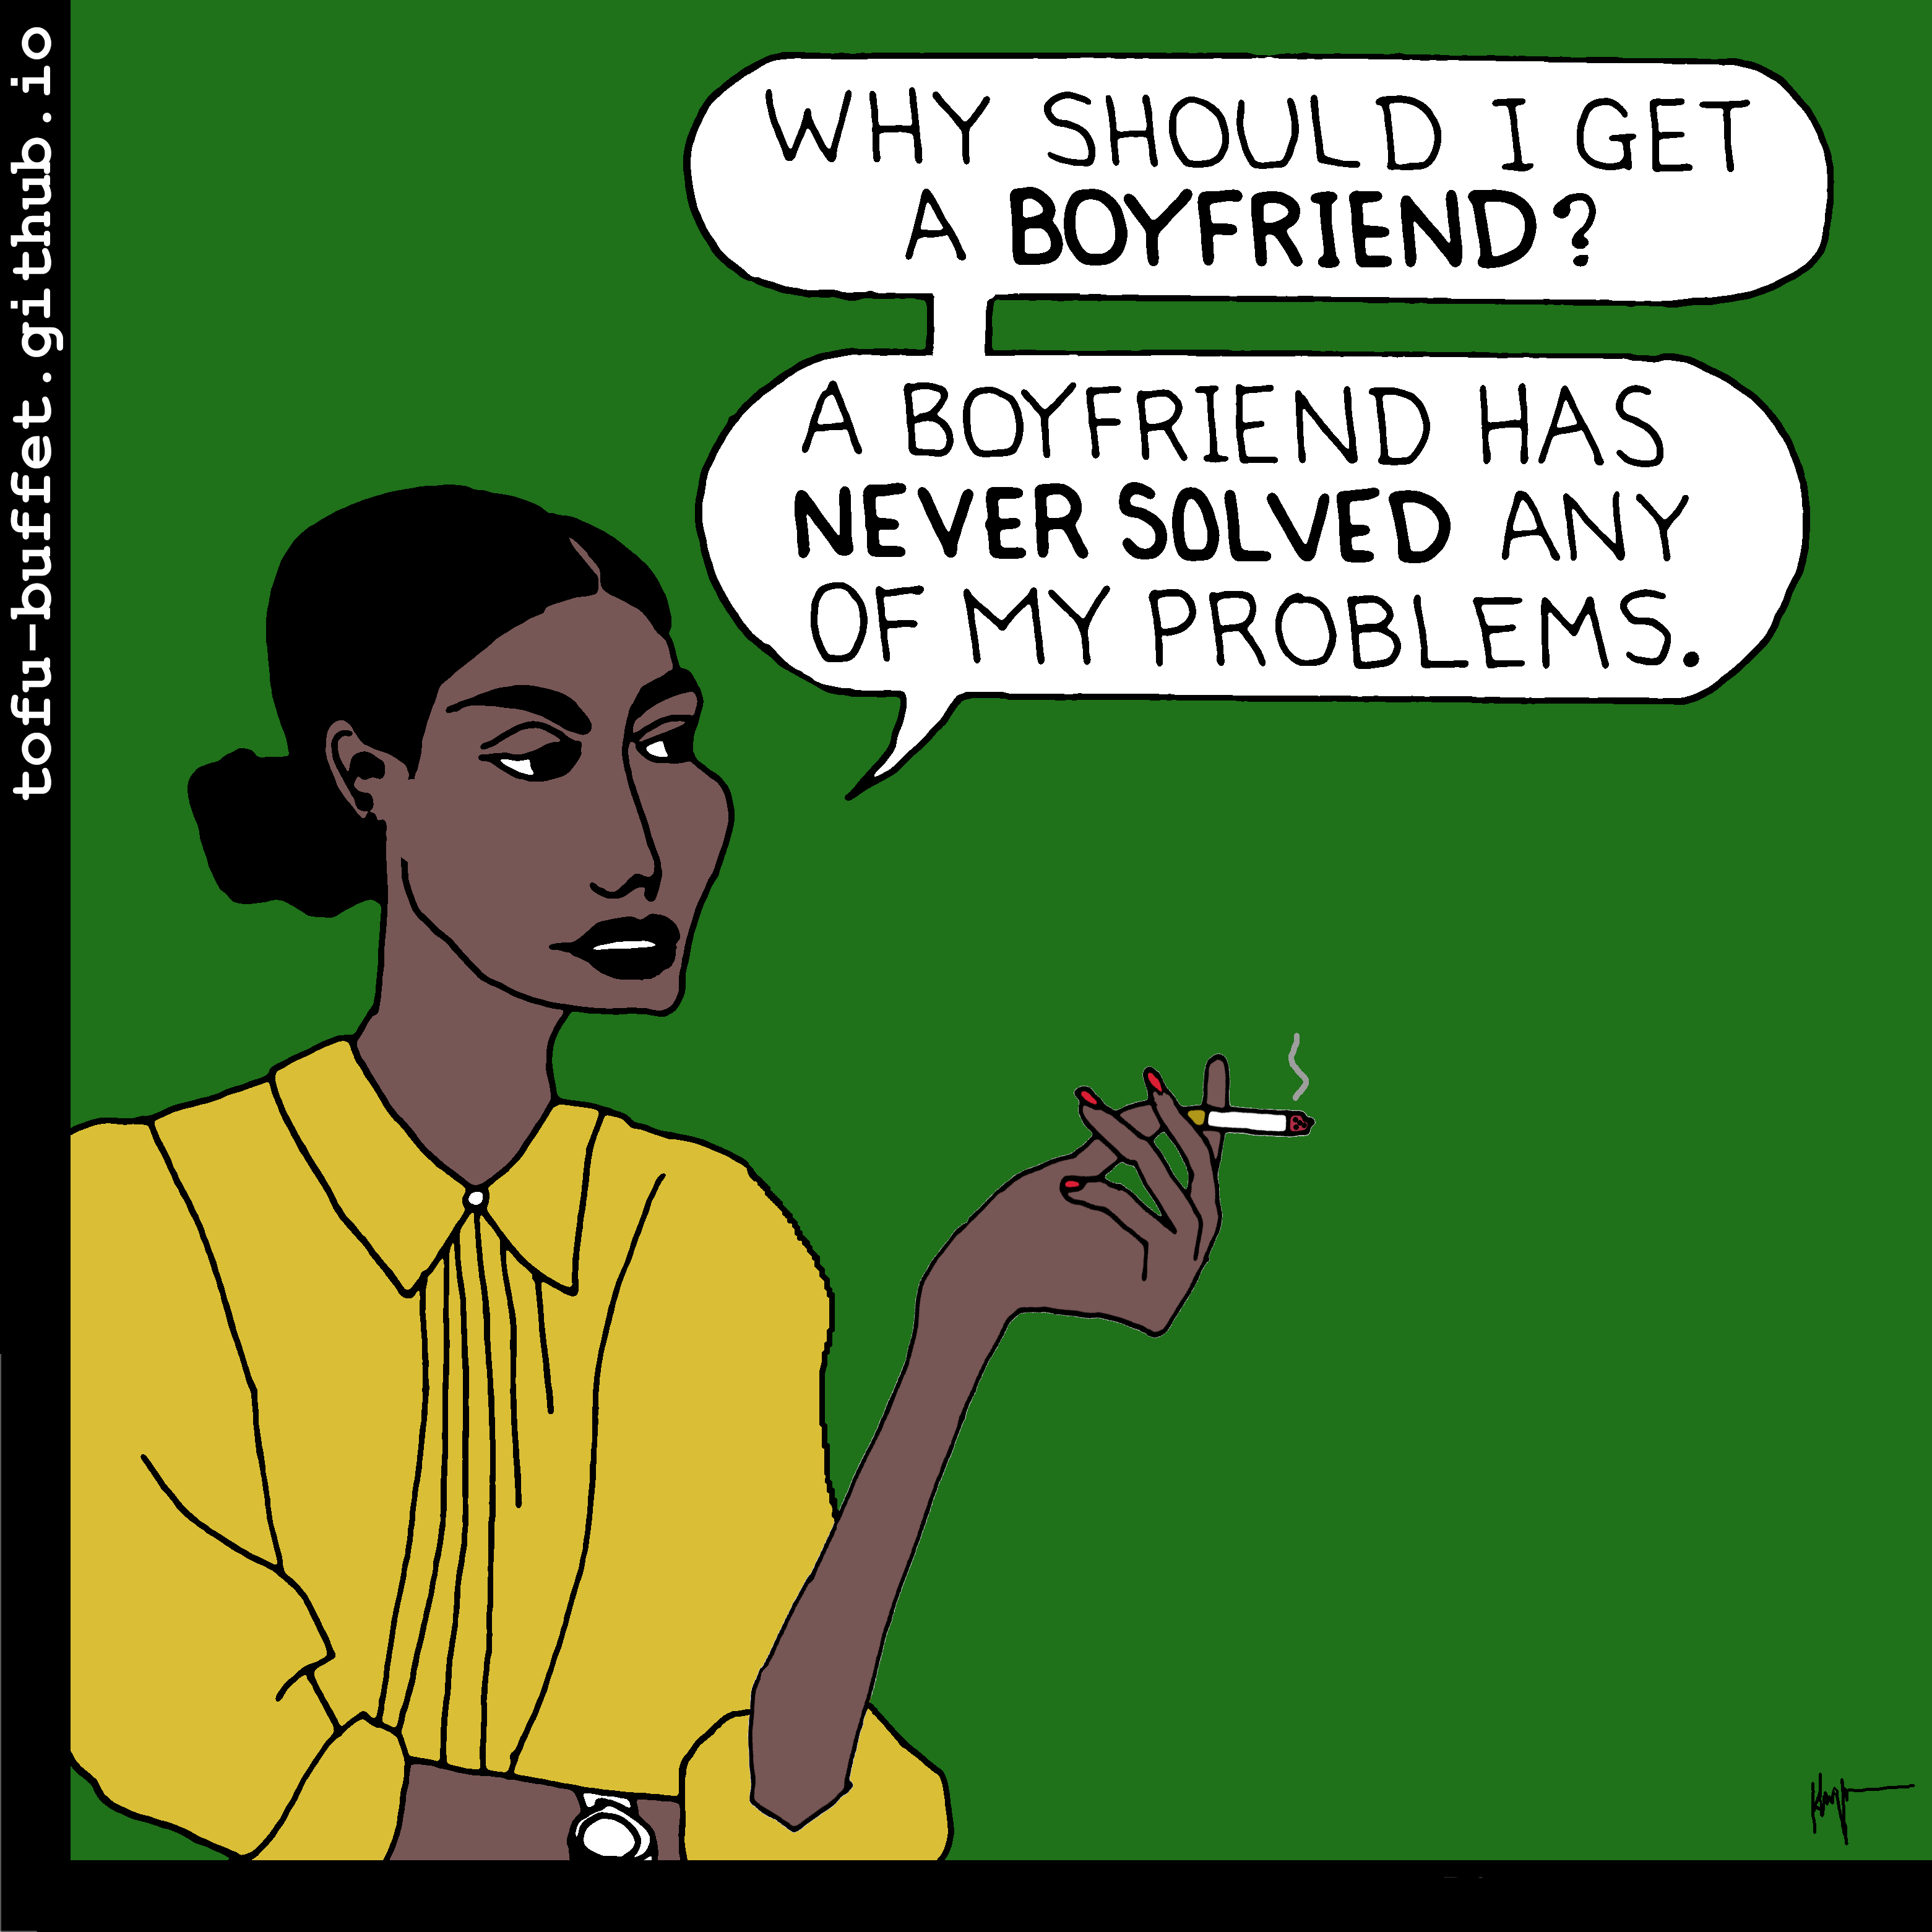 tofu-buffet.github.io
WHY SHOULD I GET
A BOYFRIEND?
A BOYFRIEND HAS
NEVER SOLVED ANY
OF MY PROBLEMS.